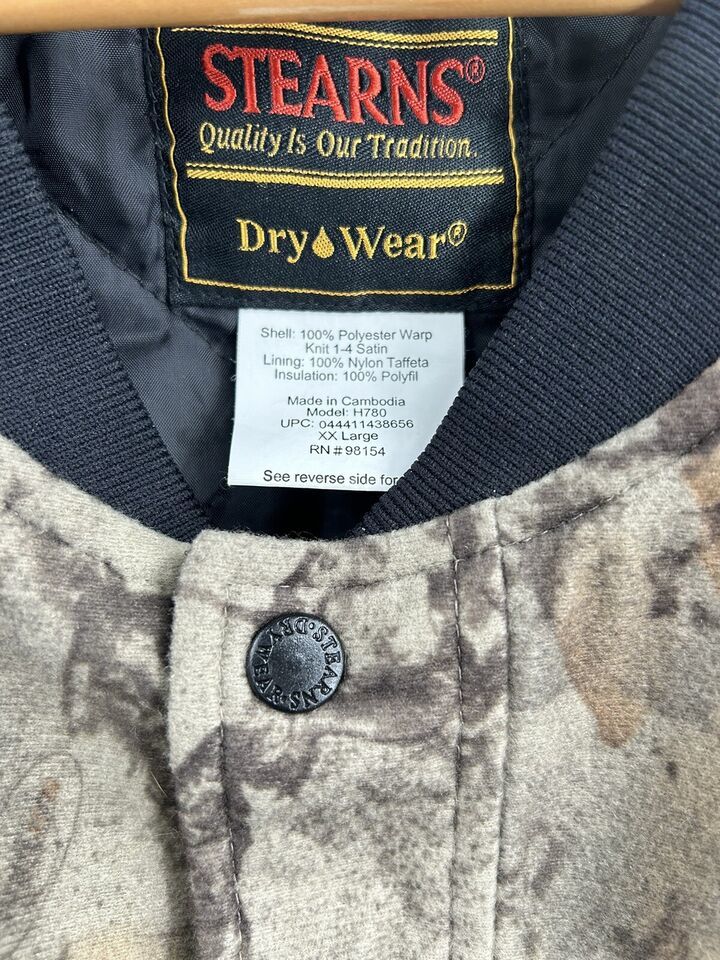 STEARNS®
Quality Is Our Tradition.
Dry Wear®
Shell: 100% Polyester Warp
Knit 1-4 Satin
Lining: 100% Nylon Taffeta
Insulation: 100% Polyfil
Made in Cambodia
Model: H780
UPC: 044411438656
XX Large
RN # 98154
See reverse side for
STEARNS · DRY WEAR ·